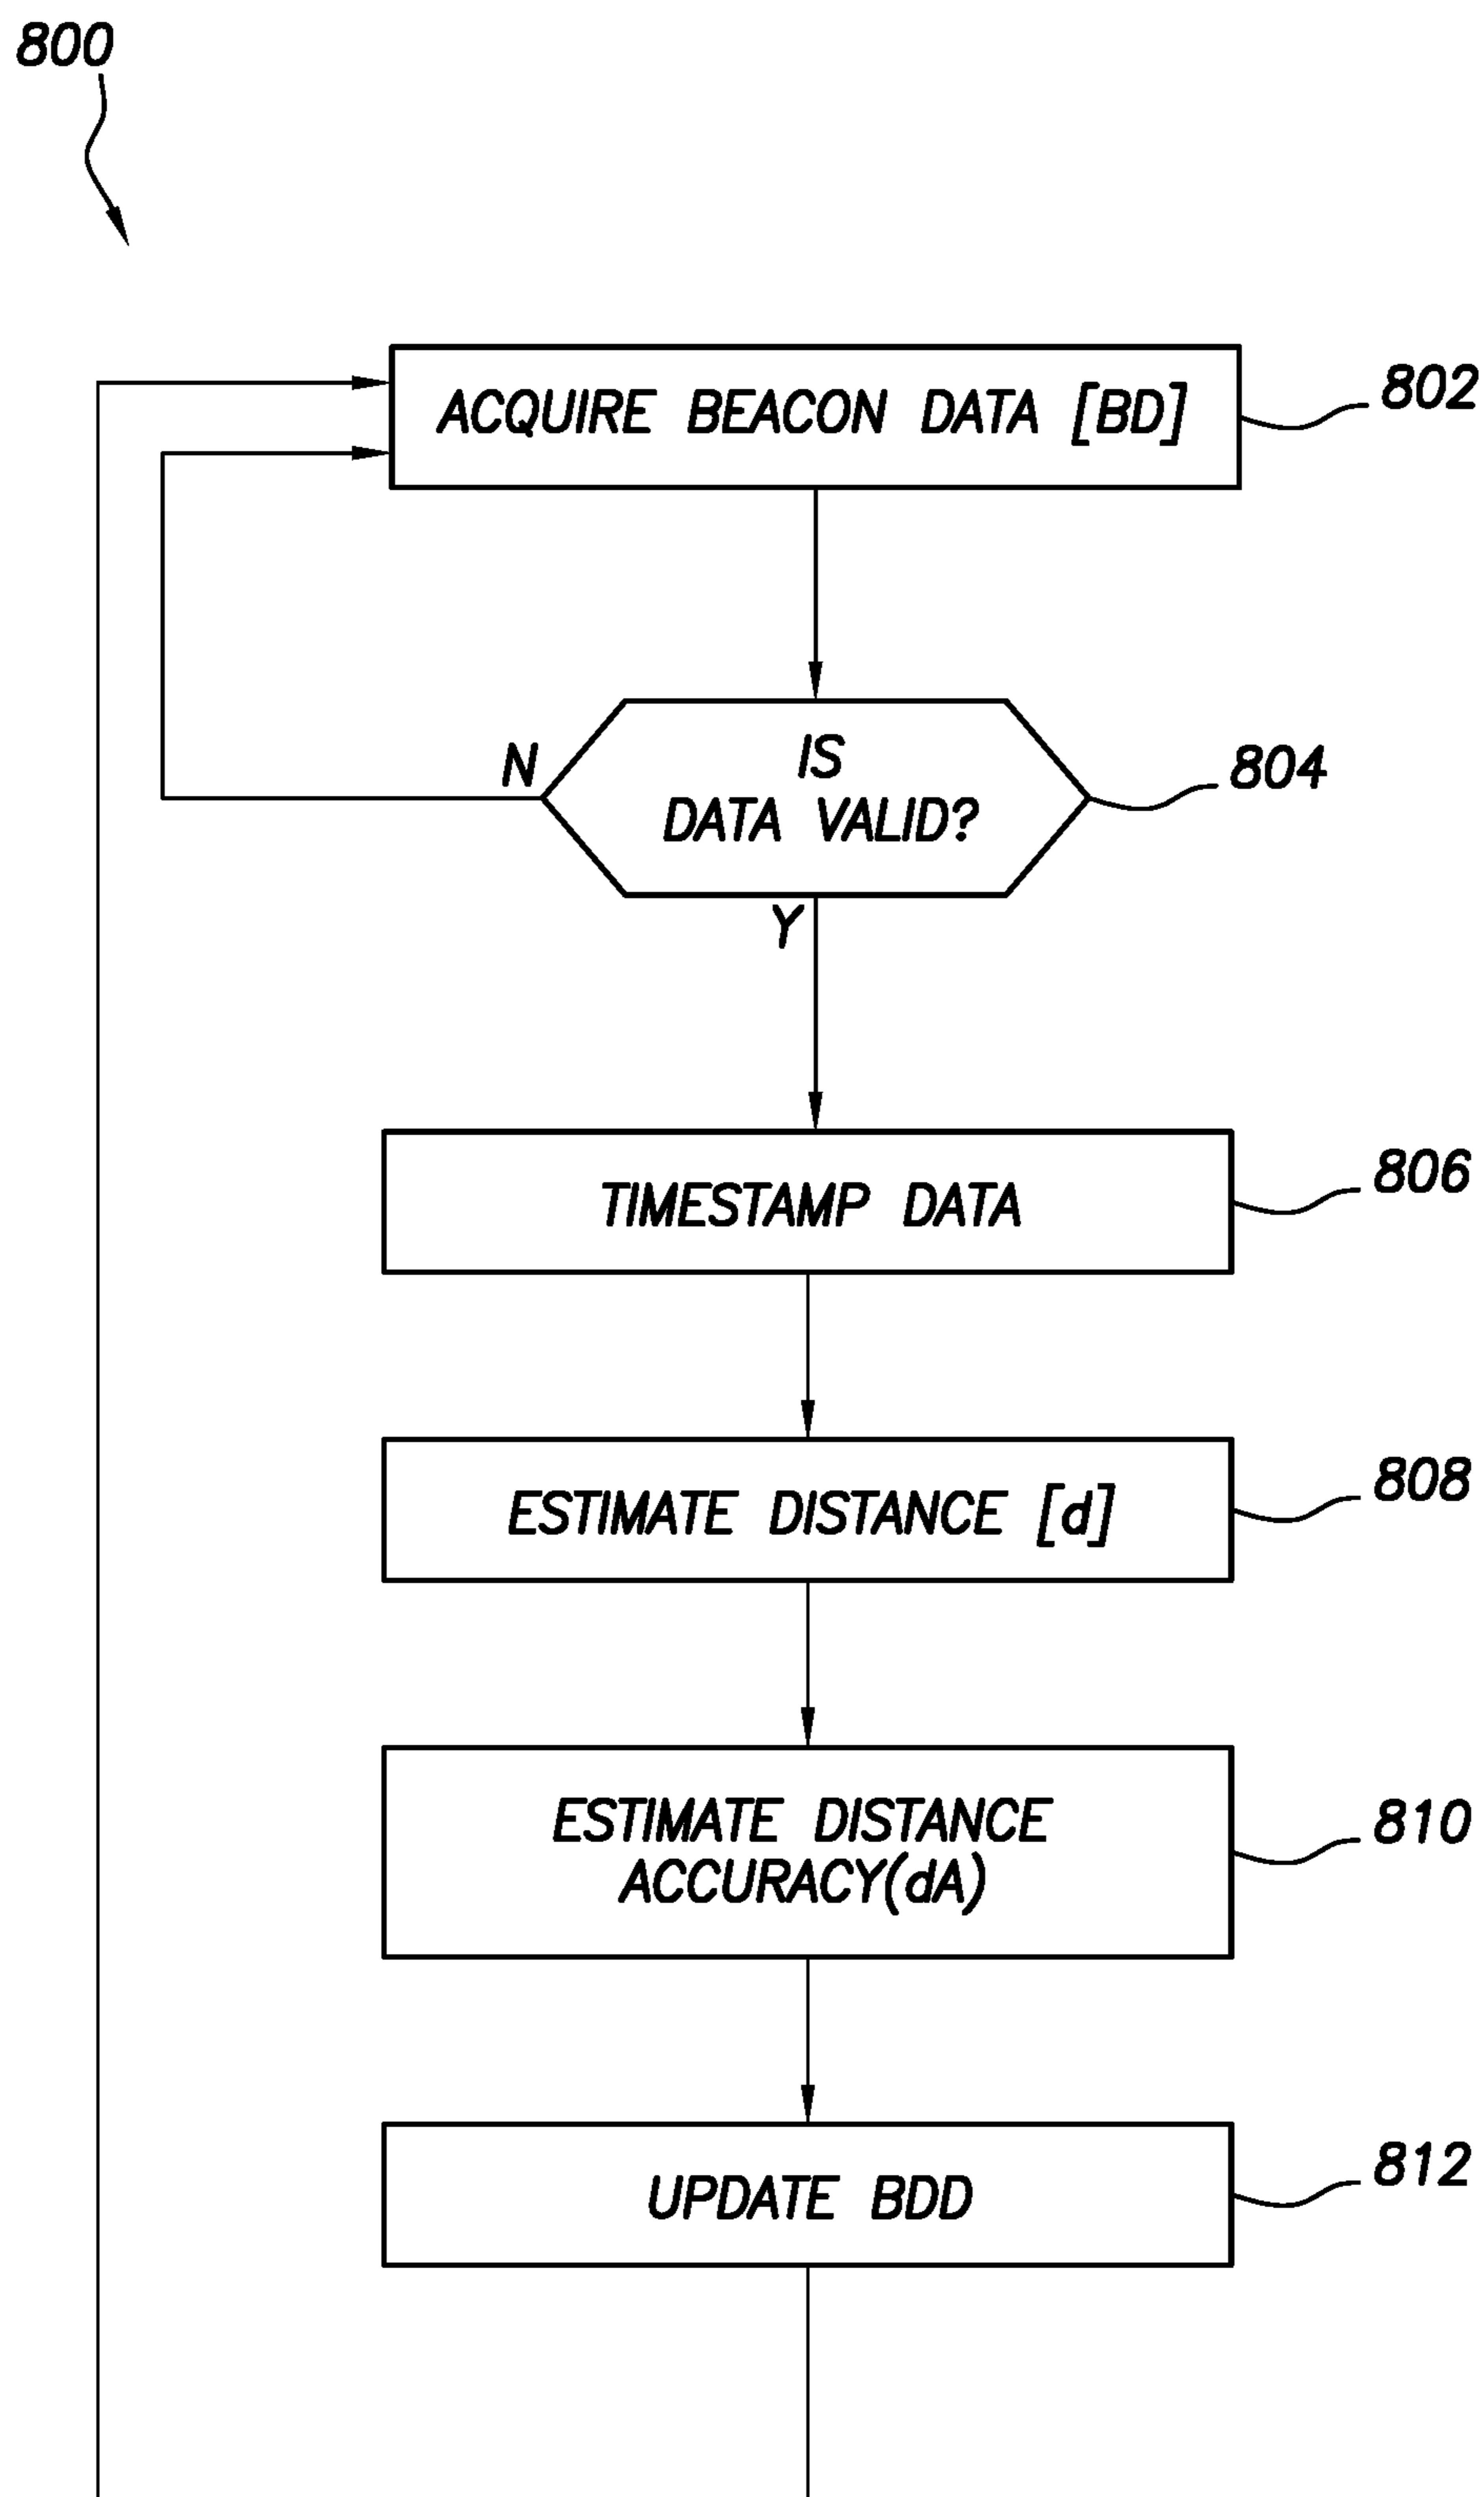 800
ACQUIRE BEACON DATA [BD]
802
IS
DATA VALID?
N
804
Y
TIMESTAMP DATA
806
ESTIMATE DISTANCE [d]
808
ESTIMATE DISTANCE
ACCURACY(dA)
810
UPDATE BDD
812